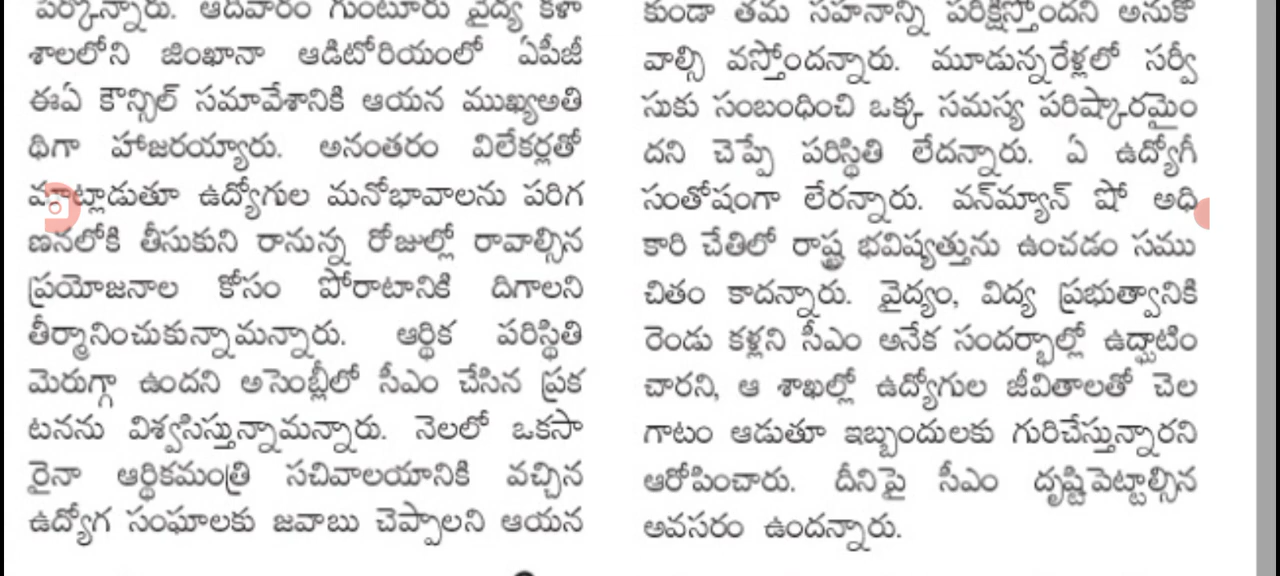 పేర్కొన్నారు. ఆదివారం గుంటూరు వైద్య కళా
శాలలోని జింఖానా ఆడిటోరియంలో ఏపీజీ
ఈఏ కౌన్సిల్ సమావేశానికి ఆయన ముఖ్యఅతి
థిగా హాజరయ్యారు. అనంతరం విలేకర్లతో
మాట్లాడుతూ ఉద్యోగుల మనోభావాలను పరిగ
ణనలోకి తీసుకుని రానున్న రోజుల్లో రావాల్సిన
ప్రయోజనాల కోసం పోరాటానికి దిగాలని
తీర్మానించుకున్నామన్నారు. ఆర్థిక పరిస్థితి
మెరుగ్గా ఉందని అసెంబ్లీలో సీఎం చేసిన ప్రక
టనను విశ్వసిస్తున్నామన్నారు. నెలలో ఒకసా
రైనా ఆర్థికమంత్రి సచివాలయానికి వచ్చిన
ఉద్యోగ సంఘాలకు జవాబు చెప్పాలని ఆయన
కుండా తమ సహనాన్ని పరీక్షిస్తోందని అనుకో
వాల్సి వస్తోందన్నారు. మూడున్నరేళ్లలో సర్వీ
సుకు సంబంధించి ఒక్క సమస్య పరిష్కారమైం
దని చెప్పే పరిస్థితి లేదన్నారు. ఏ ఉద్యోగీ
సంతోషంగా లేరన్నారు. వన్‌మ్యాన్ షో అధి
కారి చేతిలో రాష్ట్ర భవిష్యత్తును ఉంచడం సము
చితం కాదన్నారు. వైద్యం, విద్య ప్రభుత్వానికి
రెండు కళ్లని సీఎం అనేక సందర్భాల్లో ఉద్ఘాటిం
చారని, ఆ శాఖల్లో ఉద్యోగుల జీవితాలతో చెల
గాటం ఆడుతూ ఇబ్బందులకు గురిచేస్తున్నారని
ఆరోపించారు. దీనిపై సీఎం దృష్టిపెట్టాల్సిన
అవసరం ఉందన్నారు.